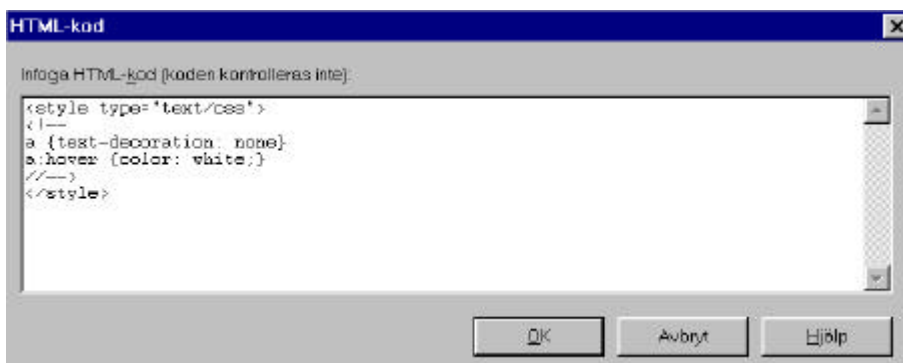 HTML-kod
Infoga HTML-kod (koden kontrolleras inte):
<style type="text/css">
<!--
a {text-decoration: none}
a:hover {color: white;}
//-->
</style>
OK Avbryt Hjälp